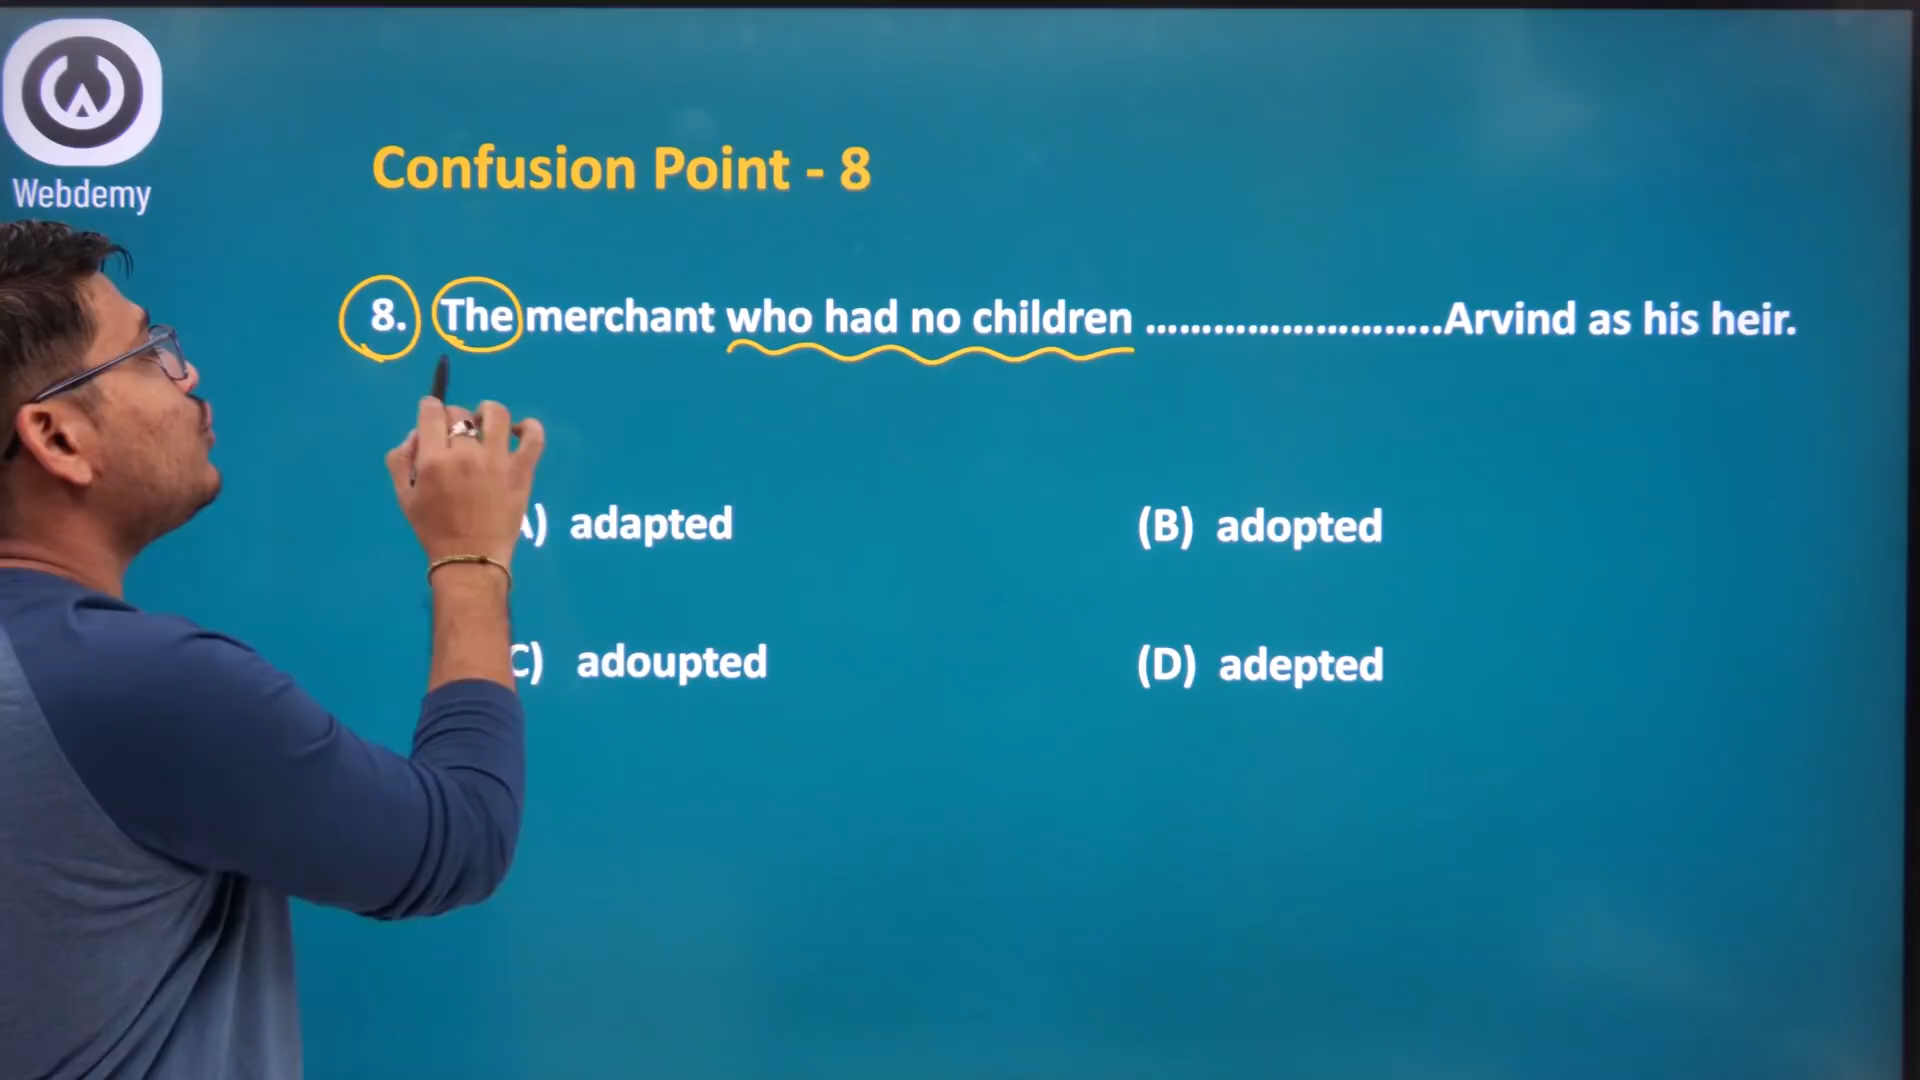 Webdemy
Confusion Point - 8
8. The merchant who had no children ..........................Arvind as his heir.
A) adapted
(B) adopted
C) adoupted
(D) adepted